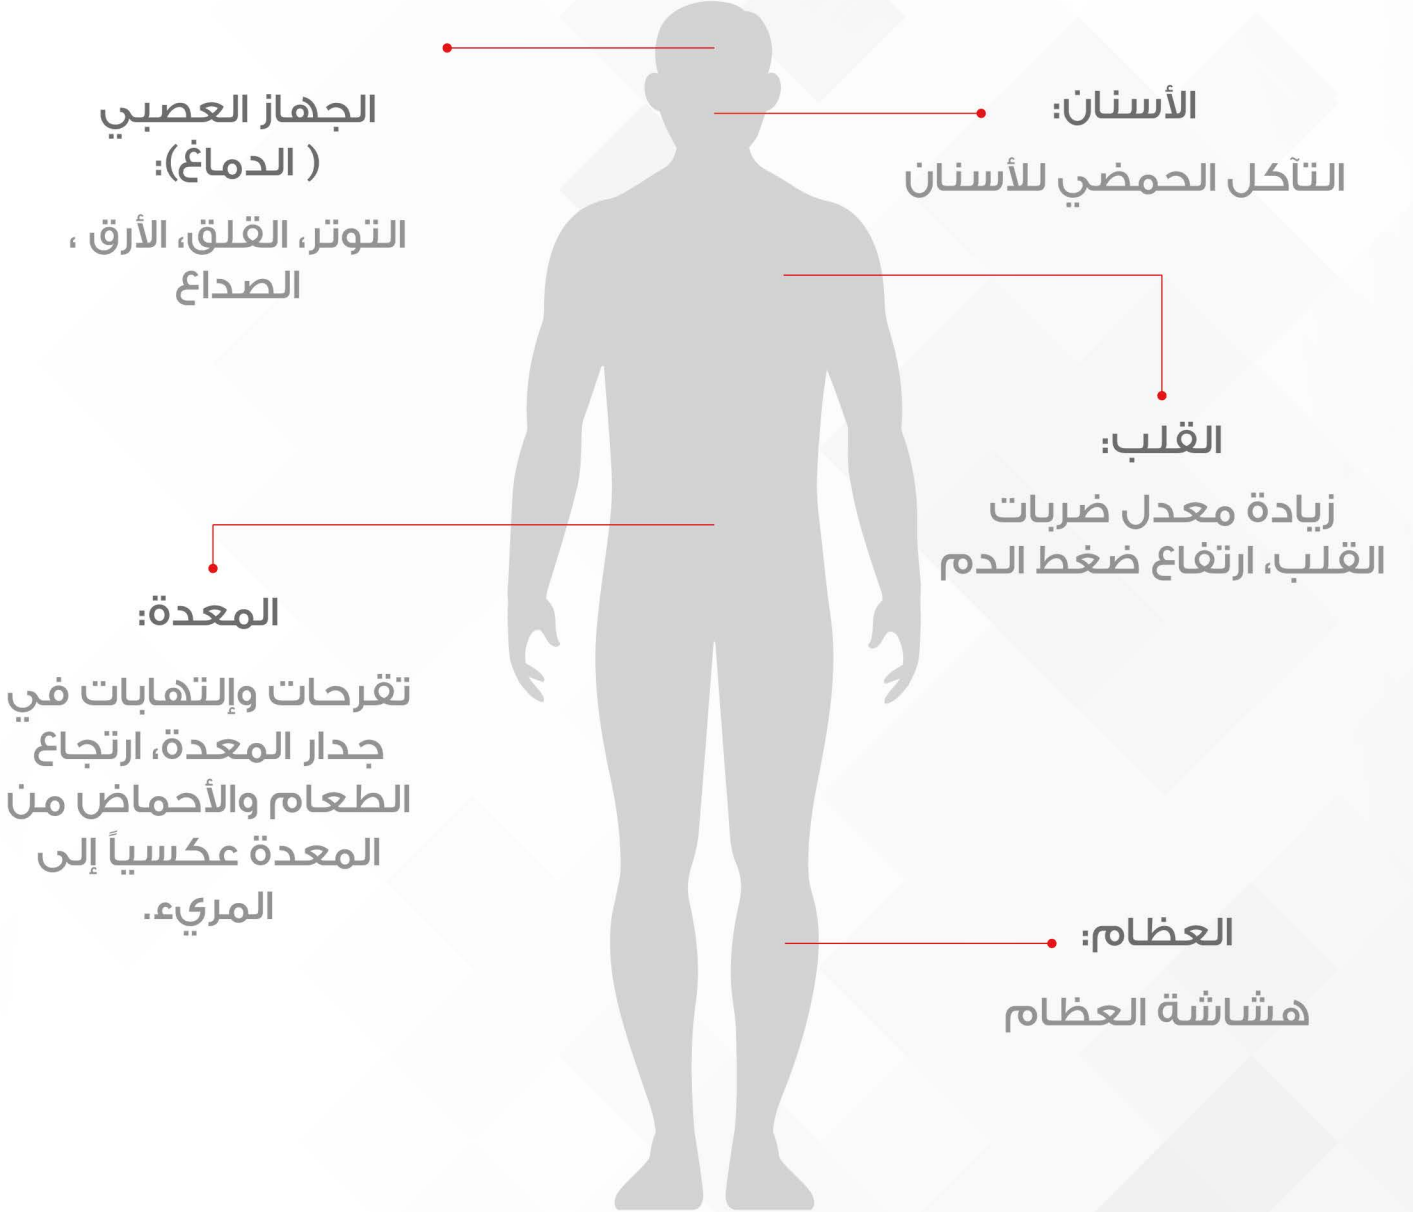 الجهاز العصبي
( الدماغ):
التوتر، القلق، الأرق ،
الصداع
الأسنان:
التآكل الحمضي للأسنان
القلب:
زيادة معدل ضربات
القلب، ارتفاع ضغط الدم
المعدة:
تقرحات وإلتهابات في
جدار المعدة، ارتجاع
الطعام والأحماض من
المعدة عكسياً إلى
المريء.
العظام:
هشاشة العظام